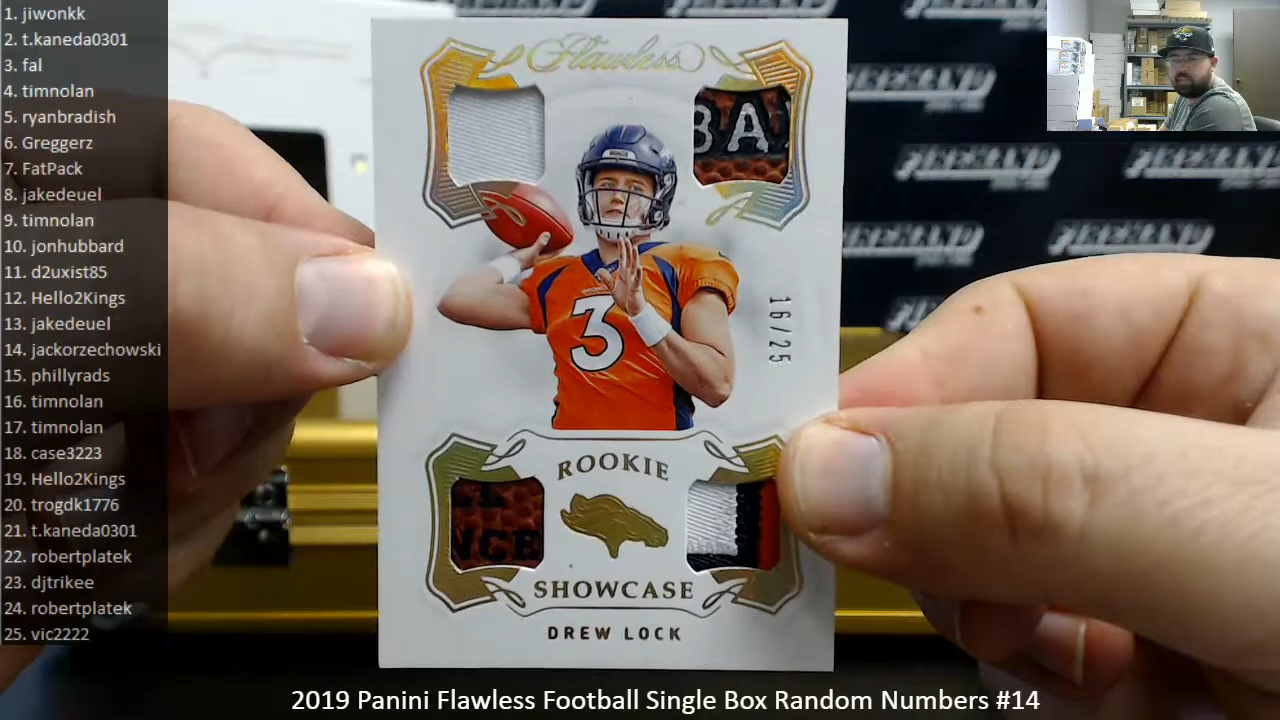 1. jiwonkk
2. t.kaneda0301
3. fal
4. timnolan
5. ryanbradish
6. Greggerz
7. FatPack
8. jakedeuel
9. timnolan
10. jonhubbard
11. d2uxist85
12. Hello2Kings
13. jakedeuel
14. jackorzechowski
15. phillyrads
16. timnolan
17. timnolan
18. case3223
19. Hello2Kings
20. trogdk1776
21. t.kaneda0301
22. robertplatek
23. djtrikee
24. robertplatek
25. vic2222
Flawless
BA
3
16/25
ROOKIE
NCE
SHOWCASE
DREW LOCK
FIREHAND
2019 Panini Flawless Football Single Box Random Numbers #14